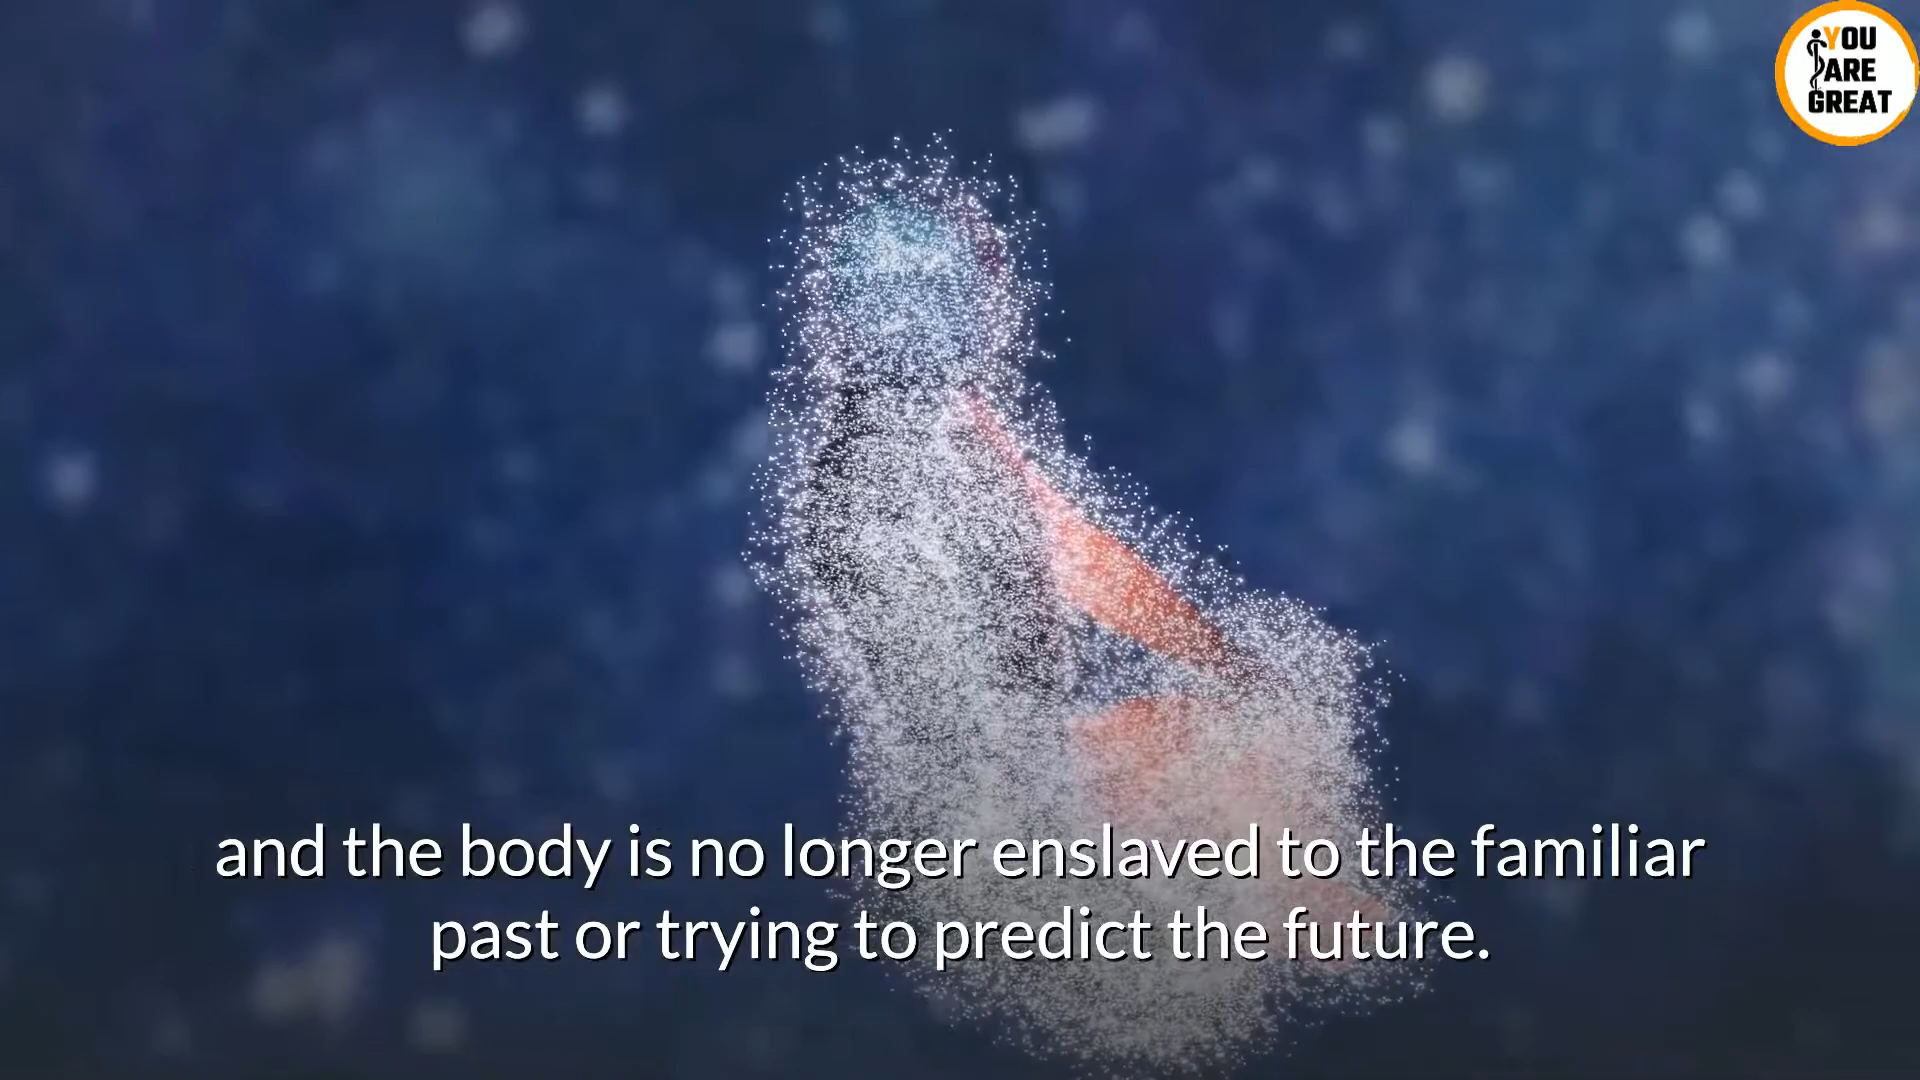 YOU
ARE
GREAT
and the body is no longer enslaved to the familiar
past or trying to predict the future.